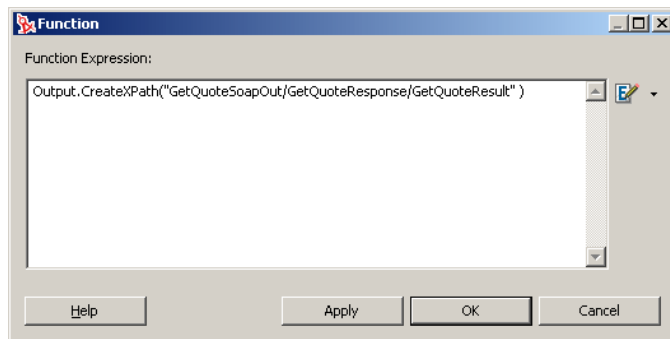 Function
Function Expression:
Output.CreateXPath("GetQuoteSoapOut/GetQuoteResponse/GetQuoteResult" )
Help
Apply
OK
Cancel